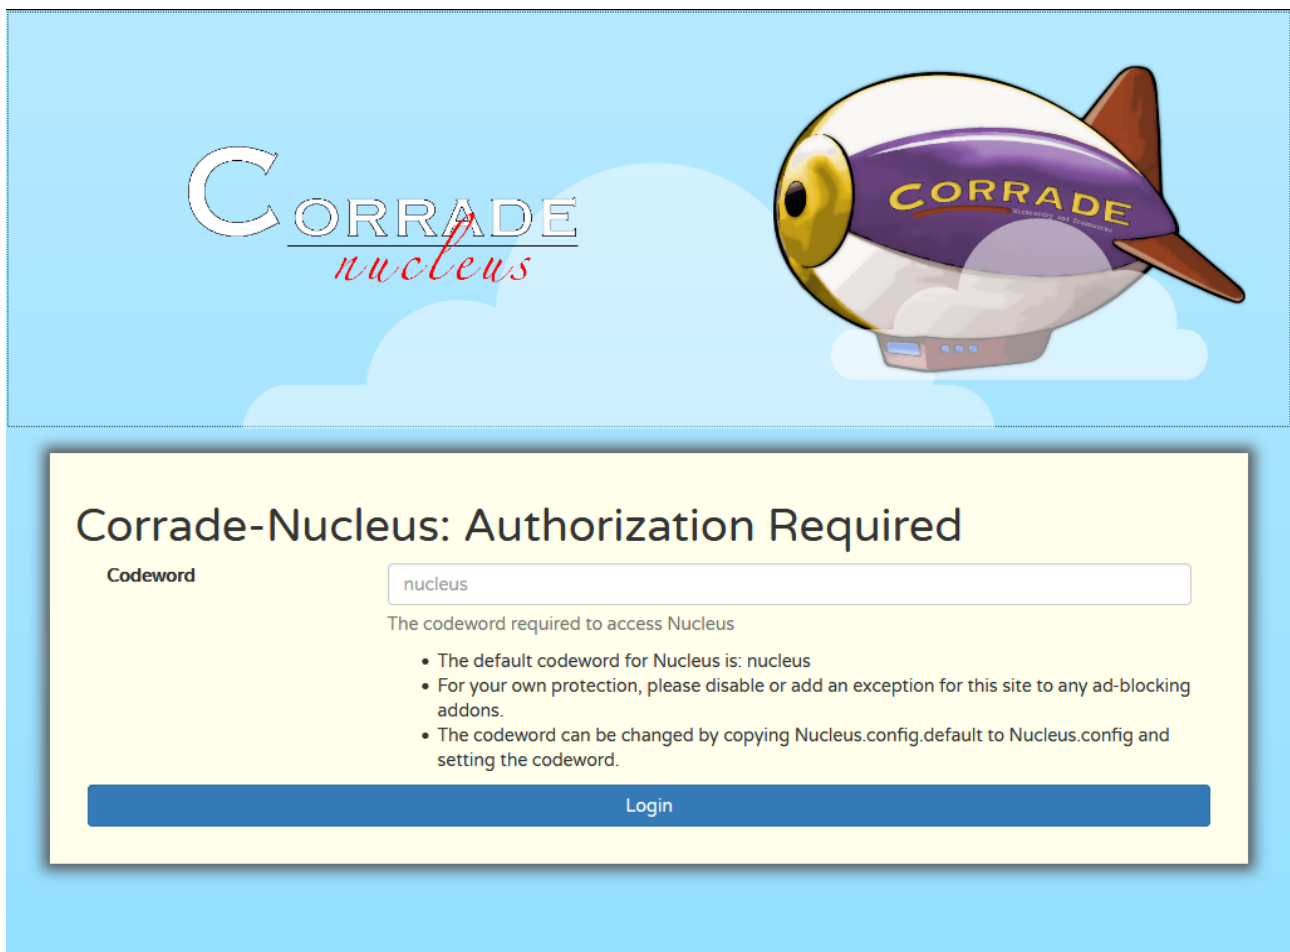 CORRADE
nucleus
CORRADE
Wizardry and Steamworks
Corrade-Nucleus: Authorization Required
Codeword
nucleus
The codeword required to access Nucleus
• The default codeword for Nucleus is: nucleus
• For your own protection, please disable or add an exception for this site to any ad-blocking
addons.
• The codeword can be changed by copying Nucleus.config.default to Nucleus.config and
setting the codeword.
Login